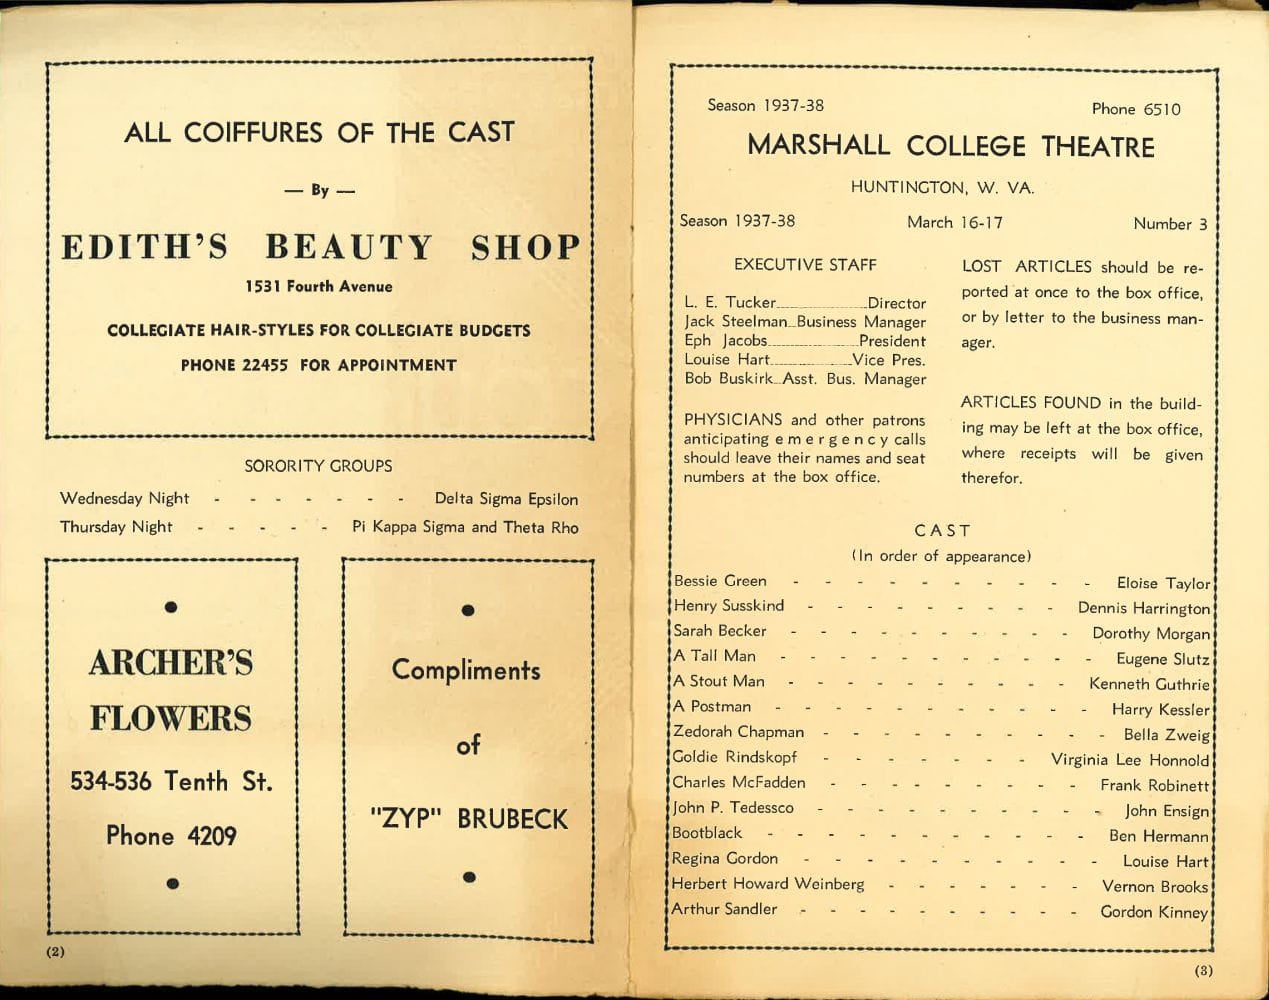 ALL COIFFURES OF THE CAST
— By —
EDITH'S BEAUTY SHOP
1531 Fourth Avenue
COLLEGIATE HAIR-STYLES FOR COLLEGIATE BUDGETS
PHONE 22455 FOR APPOINTMENT
SORORITY GROUPS
Wednesday Night - - - - - - - Delta Sigma Epsilon
Thursday Night - - - - - Pi Kappa Sigma and Theta Rho
ARCHER'S
FLOWERS
534-536 Tenth St.
Phone 4209
Compliments
of
"ZYP" BRUBECK
(2)
Season 1937-38 Phone 6510
MARSHALL COLLEGE THEATRE
HUNTINGTON, W. VA.
Season 1937-38 March 16-17 Number 3
EXECUTIVE STAFF
L. E. Tucker Director
Jack Steelman Business Manager
Eph Jacobs President
Louise Hart Vice Pres.
Bob Buskirk Asst. Bus. Manager
PHYSICIANS and other patrons
anticipating emergency calls
should leave their names and seat
numbers at the box office.
LOST ARTICLES should be re-
ported at once to the box office,
or by letter to the business man-
ager.
ARTICLES FOUND in the build-
ing may be left at the box office,
where receipts will be given
therefor.
CAST
(In order of appearance)
Bessie Green - - - - - - - - - - Eloise Taylor
Henry Susskind - - - - - - - - - Dennis Harrington
Sarah Becker - - - - - - - - - - Dorothy Morgan
A Tall Man - - - - - - - - - - - Eugene Slutz
A Stout Man - - - - - - - - - - Kenneth Guthrie
A Postman - - - - - - - - - - - Harry Kessler
Zedorah Chapman - - - - - - - - - - Bella Zweig
Goldie Rindskopf - - - - - - - Virginia Lee Honnold
Charles McFadden - - - - - - - - - Frank Robinett
John P. Tedessco - - - - - - - - - - John Ensign
Bootblack - - - - - - - - - - - Ben Hermann
Regina Gordon - - - - - - - - - - - Louise Hart
Herbert Howard Weinberg - - - - - - - Vernon Brooks
Arthur Sandler - - - - - - - - - - Gordon Kinney
(3)